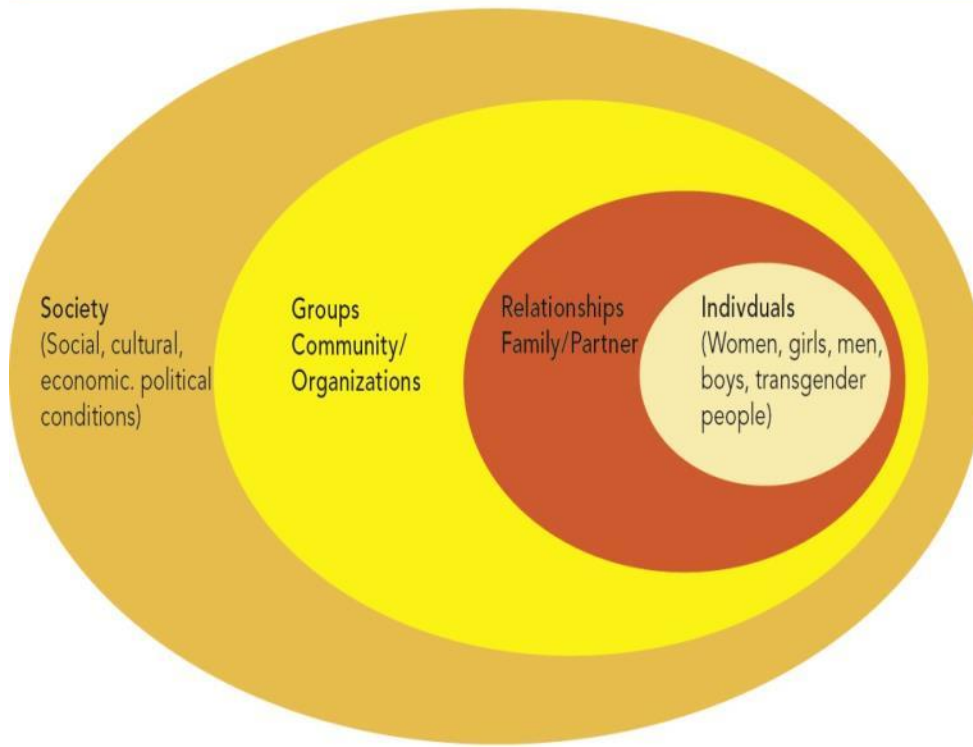 Society
(Social, cultural,
economic. political
conditions)
Groups
Community/
Organizations
Relationships
Family/Partner
Indivduals
(Women, girls, men,
boys, transgender
people)